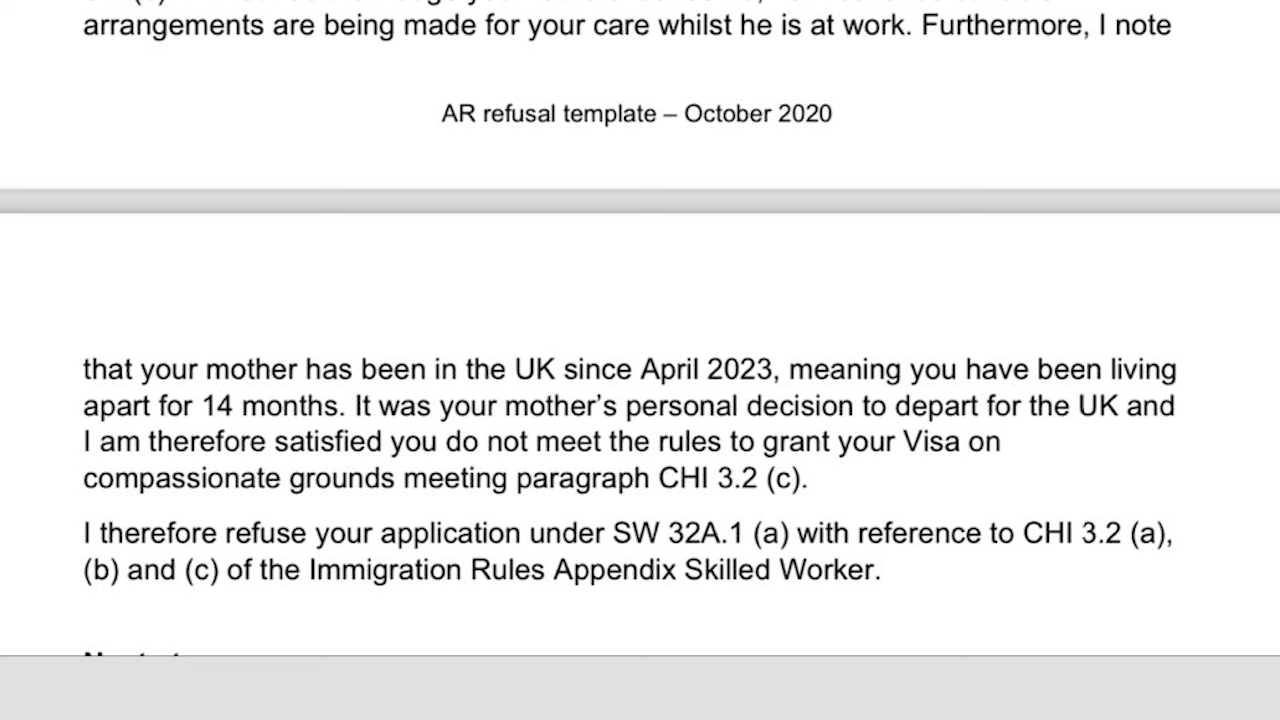 arrangements are being made for your care whilst he is at work. Furthermore, I note
AR refusal template – October 2020
that your mother has been in the UK since April 2023, meaning you have been living
apart for 14 months. It was your mother’s personal decision to depart for the UK and
I am therefore satisfied you do not meet the rules to grant your Visa on
compassionate grounds meeting paragraph CHI 3.2 (c).
I therefore refuse your application under SW 32A.1 (a) with reference to CHI 3.2 (a),
(b) and (c) of the Immigration Rules Appendix Skilled Worker.